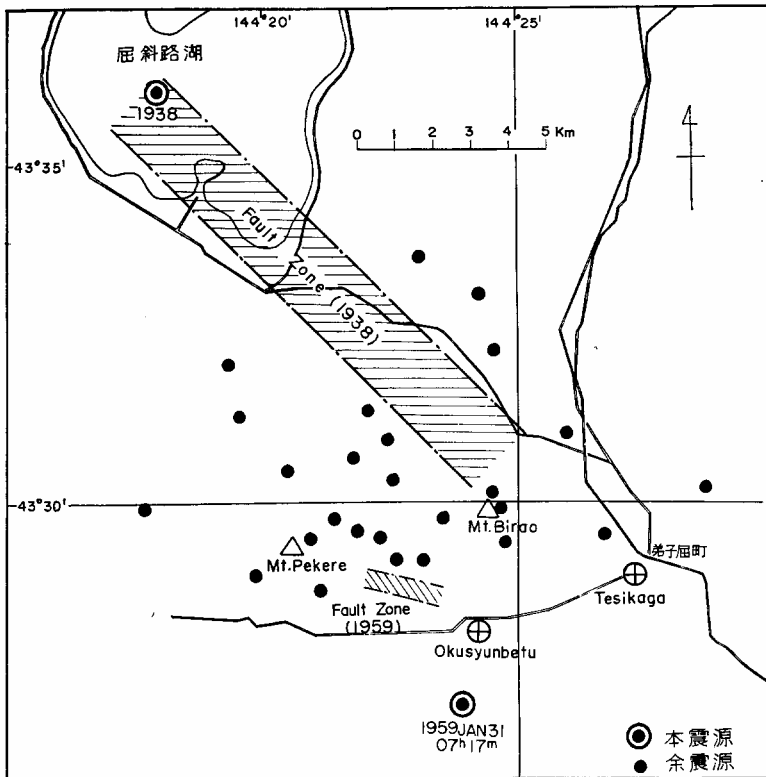 144°20′
144°25′
屈斜路湖
1938
0 1 2 3 4 5 Km
43°35′
Fault
Zone
(1938)
43°30′
Mt.Birao
Mt.Pekere
弟子屈町
Fault Zone
(1959)
Tesikaga
Okusyunbetu
1959JAN31
07ʰ17ᵐ
本震源
余震源